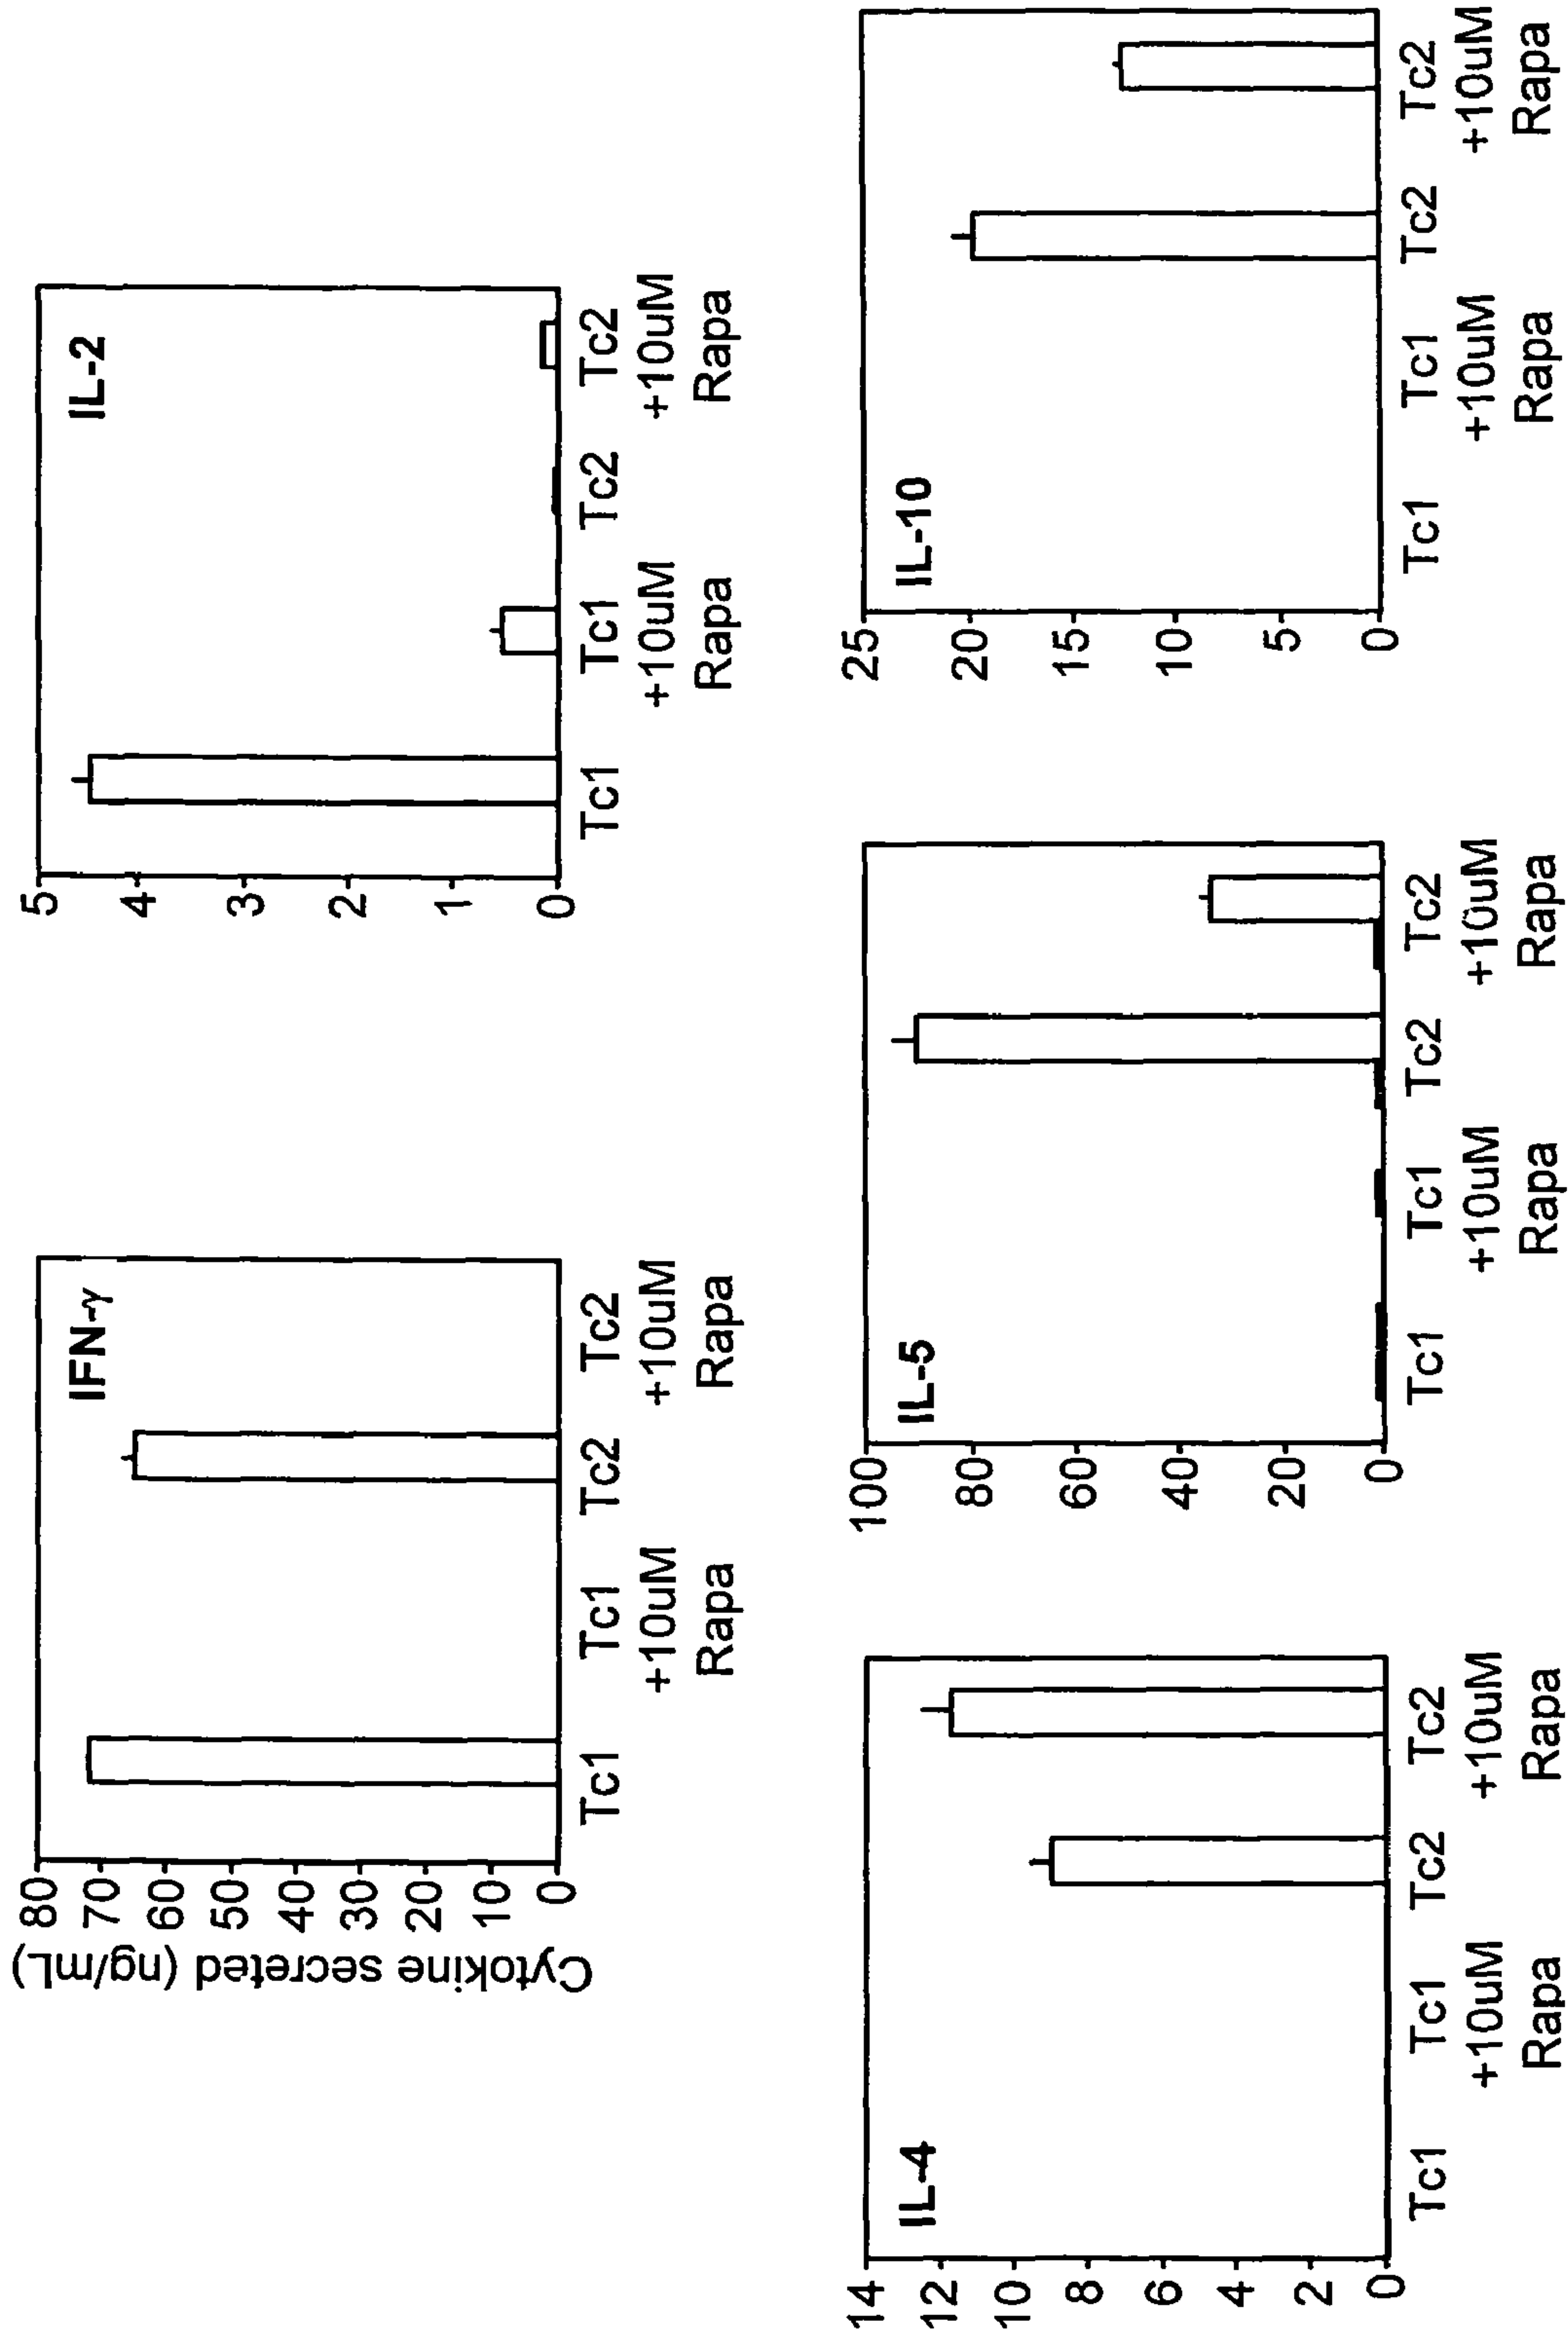 Cytokine secreted (ng/mL)
80
70
60
50
40
30
20
10
0
IFN-γ
Tc1 Tc1 Tc2 Tc2
+10uM +10uM
Rapa Rapa
5
4
3
2
1
0
IL-2
Tc1 Tc1 Tc2 Tc2
+10uM +10uM
Rapa Rapa
14
12
10
8
6
4
2
0
IL-4
Tc1 Tc1 Tc2 Tc2
+10uM +10uM
Rapa Rapa
100
80
60
40
20
0
IL-5
Tc1 Tc1 Tc2 Tc2
+10uM +10uM
Rapa Rapa
25
20
15
10
5
0
IL-10
Tc1 Tc1 Tc2 Tc2
+10uM +10uM
Rapa Rapa